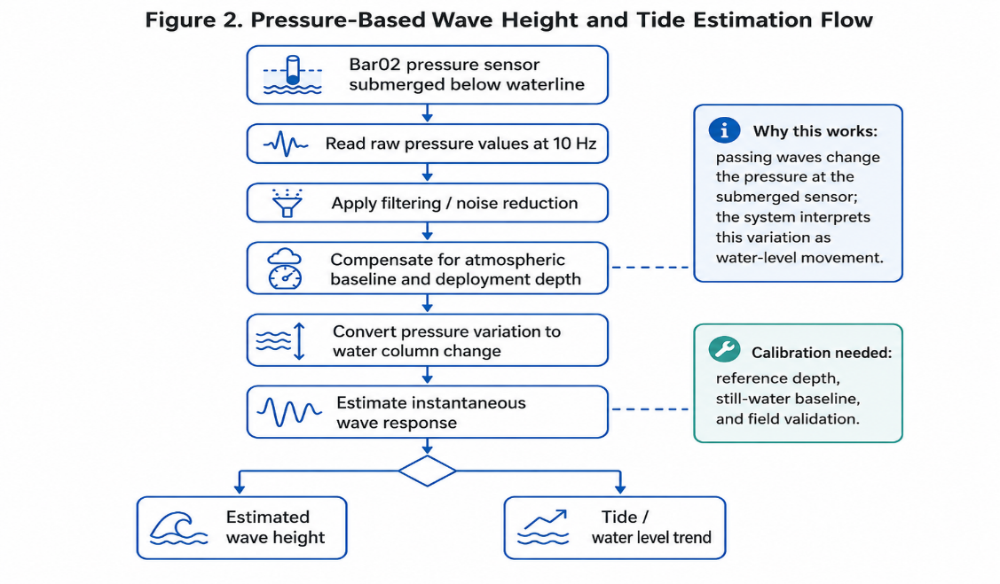 Figure 2. Pressure-Based Wave Height and Tide Estimation Flow
Bar02 pressure sensor
submerged below waterline
Read raw pressure values at 10 Hz
Apply filtering / noise reduction
Compensate for atmospheric
baseline and deployment depth
Convert pressure variation to
water column change
Estimate instantaneous
wave response
Estimated
wave height
Tide /
water level trend
i
Why this works:
passing waves change
the pressure at the
submerged sensor;
the system interprets
this variation as
water-level movement.
Calibration needed:
reference depth,
still-water baseline,
and field validation.